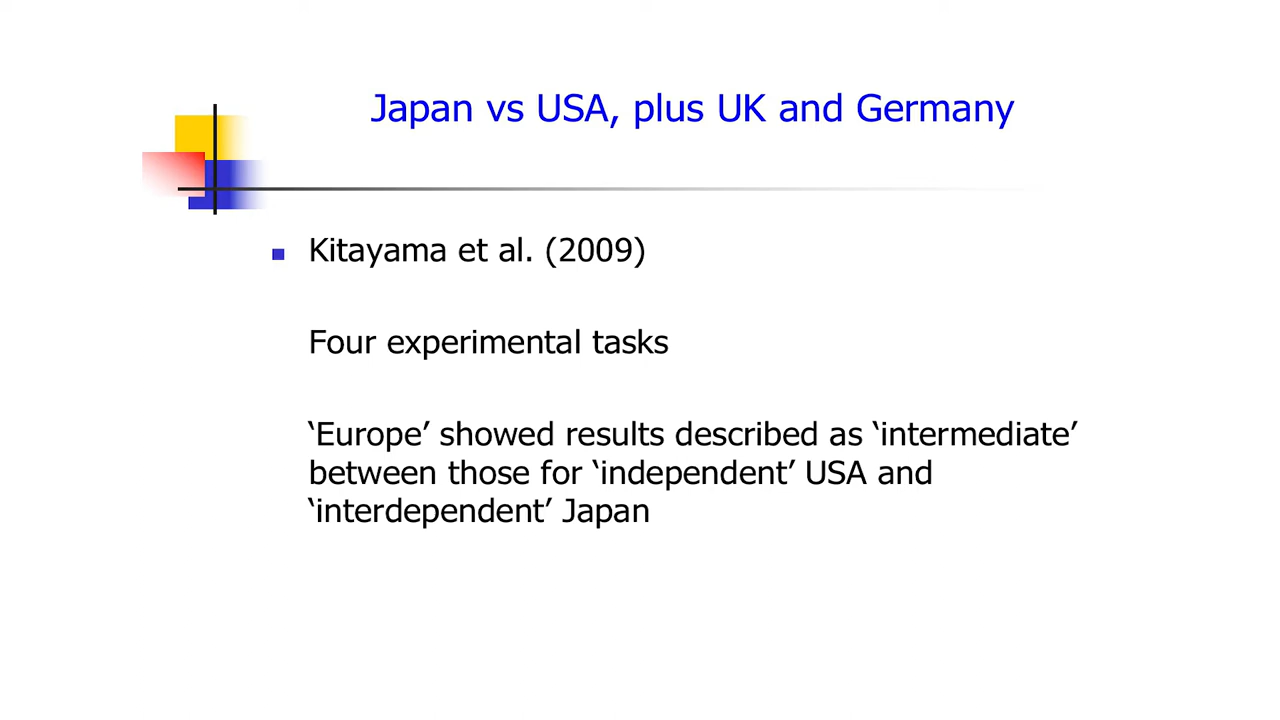 Japan vs USA, plus UK and Germany
Kitayama et al. (2009)
Four experimental tasks
‘Europe’ showed results described as ‘intermediate’
between those for ‘independent’ USA and
‘interdependent’ Japan